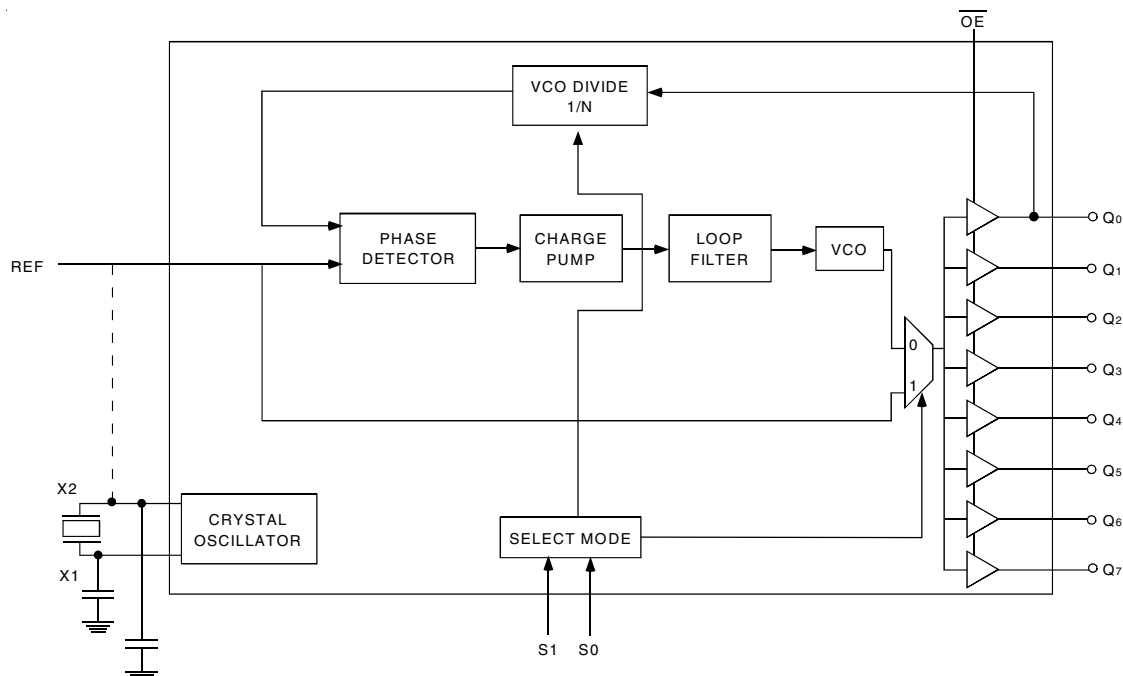 OE
VCO DIVIDE
1/N
PHASE
DETECTOR
CHARGE
PUMP
LOOP
FILTER
VCO
REF
0
1
Q0
Q1
Q2
Q3
Q4
Q5
Q6
Q7
X2
X1
CRYSTAL
OSCILLATOR
SELECT MODE
S1 S0